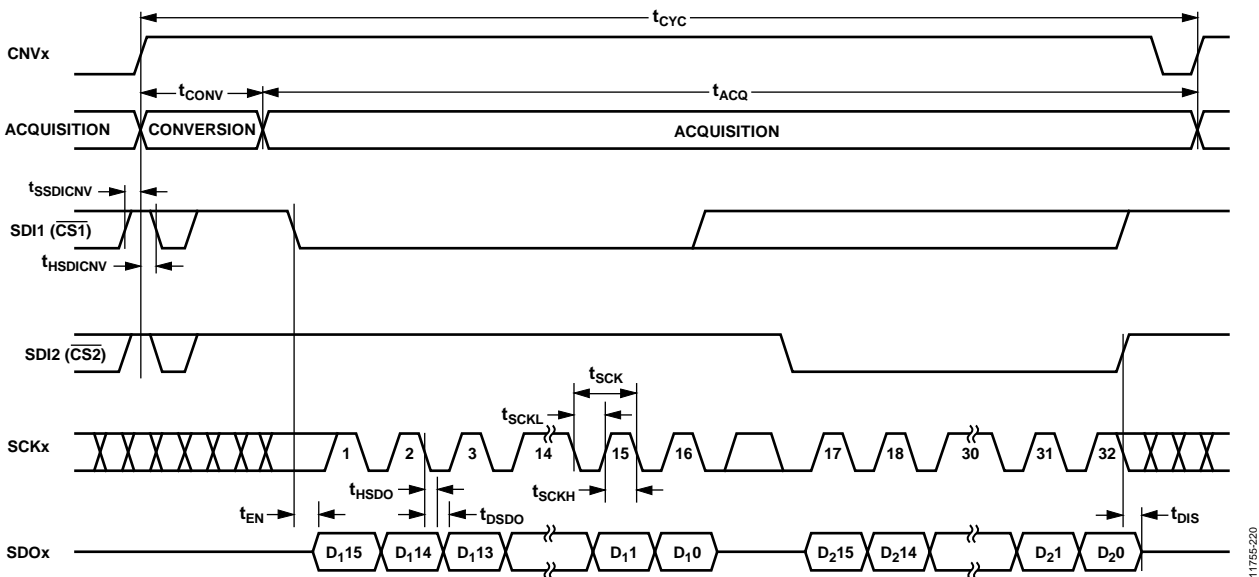 tCYC
CNVx
tCONV
tACQ
ACQUISITION
CONVERSION
ACQUISITION
tSSDICNV
SDI1 (CS1)
tHSDICNV
SDI2 (CS2)
tSCK
tSCKL
SCKx
1 2 3 14 15 16 17 18 30 31 32
tHSDO
tSCKH
tEN
tDSDO
tDIS
SDOx
D115 D114 D113 D11 D10 D215 D214 D21 D20
11755-220